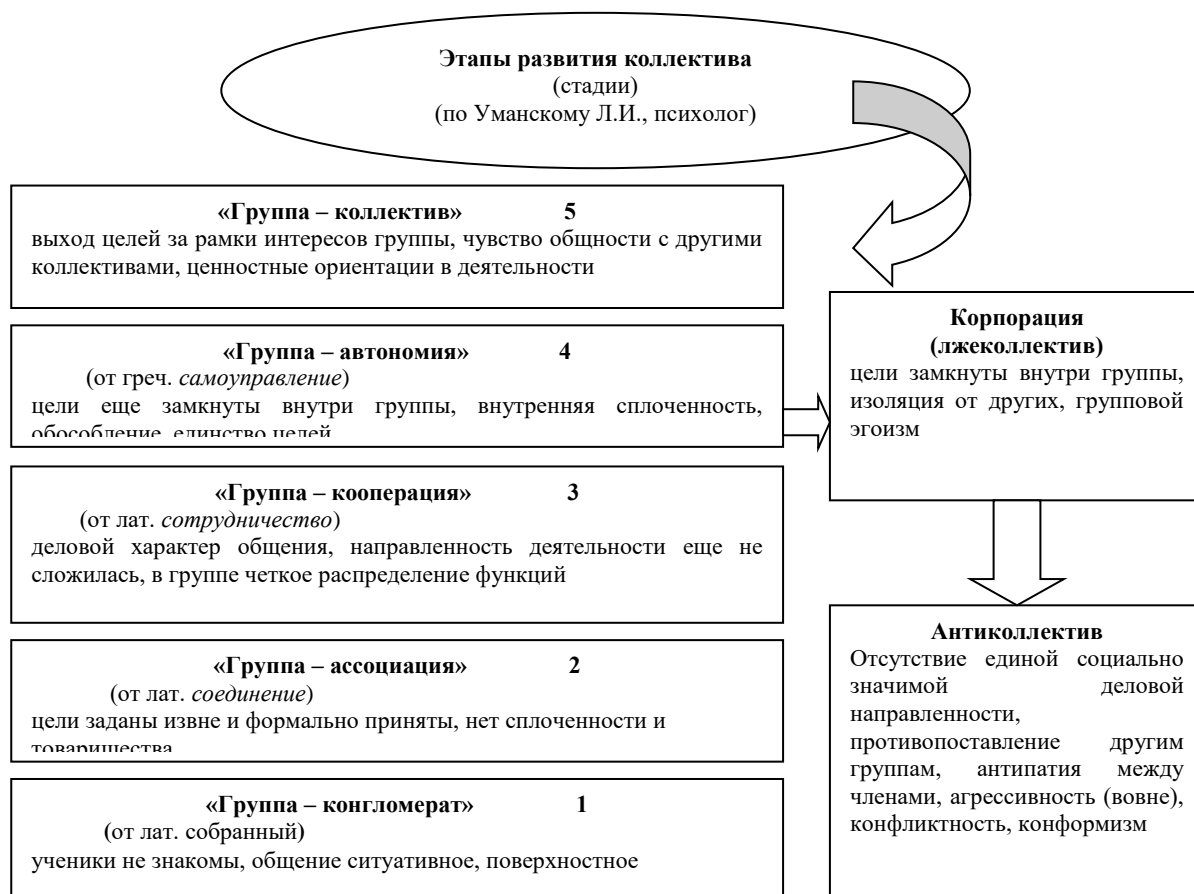 Этапы развития коллектива
(стадии)
(по Уманскому Л.И., психолог)
«Группа – коллектив» 5
выход целей за рамки интересов группы, чувство общности с другими
коллективами, ценностные ориентации в деятельности
«Группа – автономия» 4
(от греч. самоуправление)
цели еще замкнуты внутри группы, внутренняя сплоченность,
обособление, единство целей
«Группа – кооперация» 3
(от лат. сотрудничество)
деловой характер общения, направленность деятельности еще не
сложилась, в группе четкое распределение функций
«Группа – ассоциация» 2
(от лат. соединение)
цели заданы извне и формально приняты, нет сплоченности и
товарищества
«Группа – конгломерат» 1
(от лат. собранный)
ученики не знакомы, общение ситуативное, поверхностное
Корпорация
(лжеколлектив)
цели замкнуты внутри группы,
изоляция от других, групповой
эгоизм
Антиколлектив
Отсутствие единой социально
значимой деловой
направленности,
противопоставление другим
группам, антипатия между
членами, агрессивность (вовне),
конфликтность, конформизм